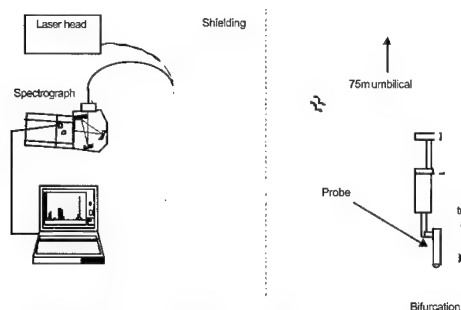 Laser head
Shielding
75m umbilical
Spectrograph
Probe
Bifurcation